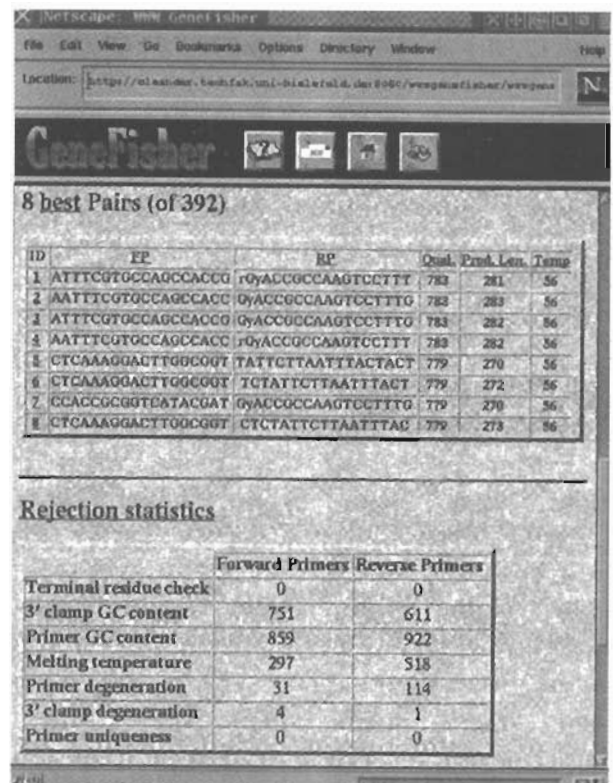 Netscape: WWW GeneFisher
File Edit View Go Bookmarks Options Directory Window Help
Location:
N
GeneFisher
8 best Pairs (of 392)
ID FP RP Qual. Prod. Len. Temp
1 ATTTCGTGCCAGCCACCG rGyACCGCCAAGTCCTTT 783 281 56
2 AATTTCGTGCCAGCCACC GyACCGCCAAGTCCTTTG 783 283 56
3 ATTTCGTGCCAGCCACCG GyACCGCCAAGTCCTTTG 783 282 56
4 AATTTCGTGCCAGCCACC rGyACCGCCAAGTCCTTT 783 282 56
5 CTCAAAGGACTTGGCGGT TATTCTTAATTTACTACT 779 270 56
6 CTCAAAGGACTTGGCGGT TCTATTCTTAATTTACT 779 272 56
7 CCACCGCGGTCATACGAT GyACCGCCAAGTCCTTTG 779 270 56
8 CTCAAAGGACTTGGCGGT CTCTATTCTTAATTTAC 779 273 56
Rejection statistics
Forward Primers Reverse Primers
Terminal residue check 0 0
3' clamp GC content 751 611
Primer GC content 859 922
Melting temperature 297 518
Primer degeneration 31 114
3' clamp degeneration 4 1
Primer uniqueness 0 0